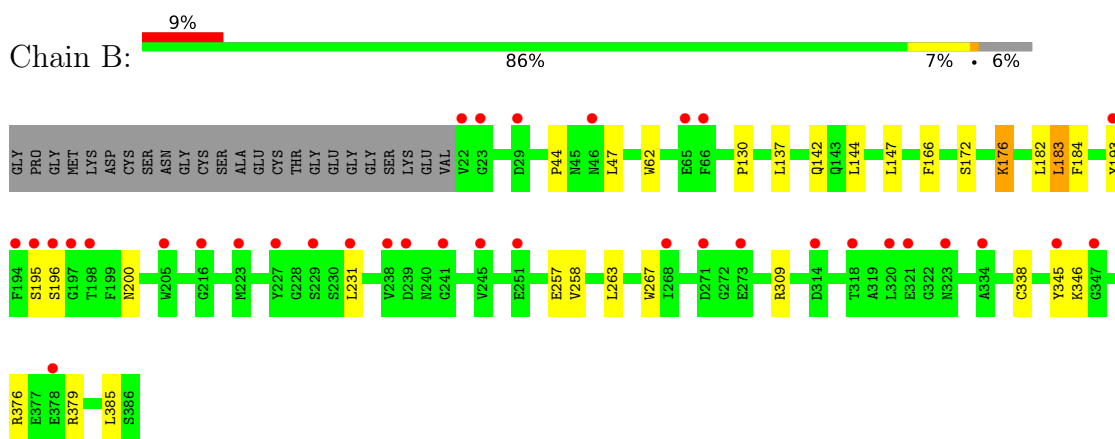 9%
Chain B:
86% 7% • 6%
GLY PRO GLY MET LYS ASP CYS SER ASN GLY CYS SER ALA GLU CYS THR GLY GLU GLY GLY SER LYS GLU VAL V22 G23 D29 P44 N45 N46 L47 W62 E65 F66 P130 L137 Q142 Q143 L144 L147 F166 S172 K176 L182 L183 F184 Y193
F194 S195 S196 G197 T198 F199 N200 W205 G216 M223 Y227 G228 S229 S230 L231 V238 D239 N240 G241 V245 E251 E257 V258 L263 W267 I268 D271 G272 E273 R309 D314 T318 A319 L320 E321 G322 N323 A334 C338 Y345 K346 G347
R376 E377 E378 R379 L385 S386